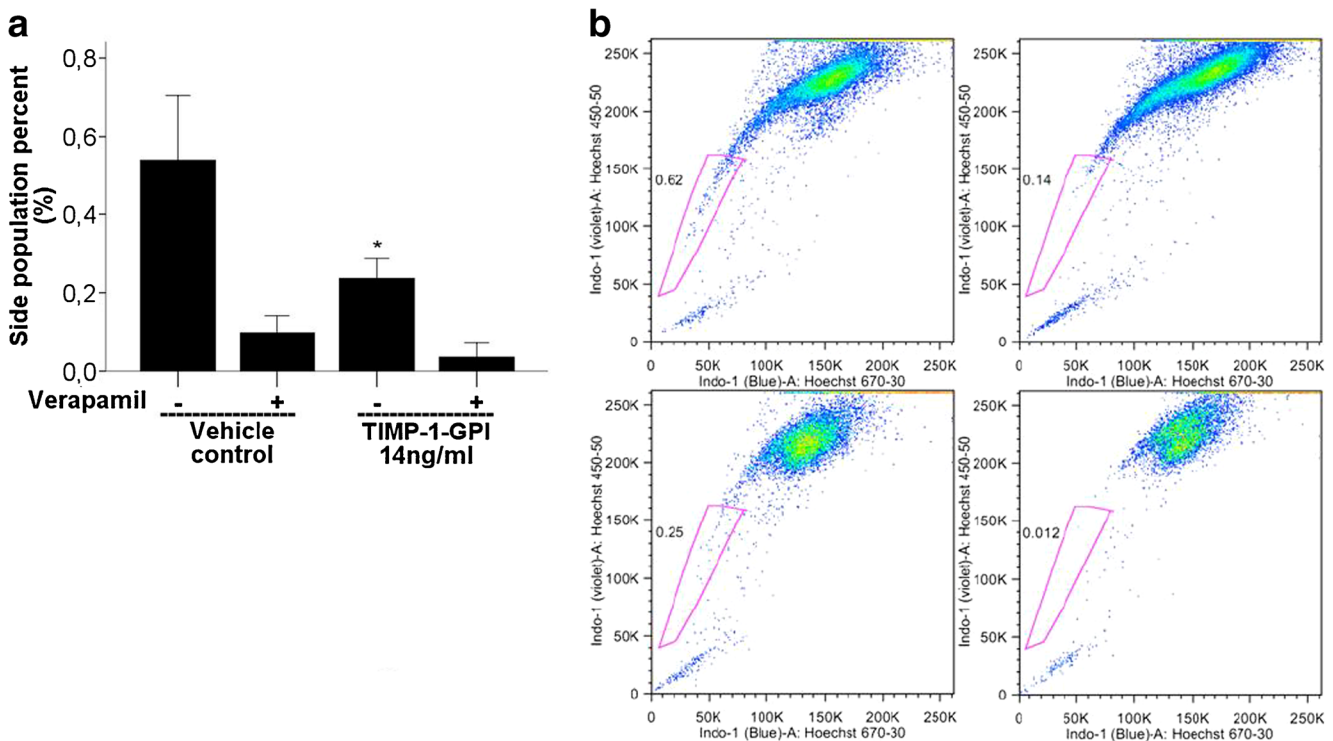 a
Side population percent
(%)
0,8
0,6
0,4
0,2
0,0
Verapamil - + - +
Vehicle
control
TIMP-1-GPI
14ng/ml
b
Indo-1 (violet)-A: Hoechst 450-50
250K
200K
150K
100K
50K
0
0.62
0 50K 100K 150K 200K 250K
Indo-1 (Blue)-A: Hoechst 670-30
Indo-1 (violet)-A: Hoechst 450-50
250K
200K
150K
100K
50K
0
0.14
0 50K 100K 150K 200K 250K
Indo-1 (Blue)-A: Hoechst 670-30
Indo-1 (violet)-A: Hoechst 450-50
250K
200K
150K
100K
50K
0
0.25
0 50K 100K 150K 200K 250K
Indo-1 (Blue)-A: Hoechst 670-30
Indo-1 (violet)-A: Hoechst 450-50
250K
200K
150K
100K
50K
0
0.012
0 50K 100K 150K 200K 250K
Indo-1 (Blue)-A: Hoechst 670-30